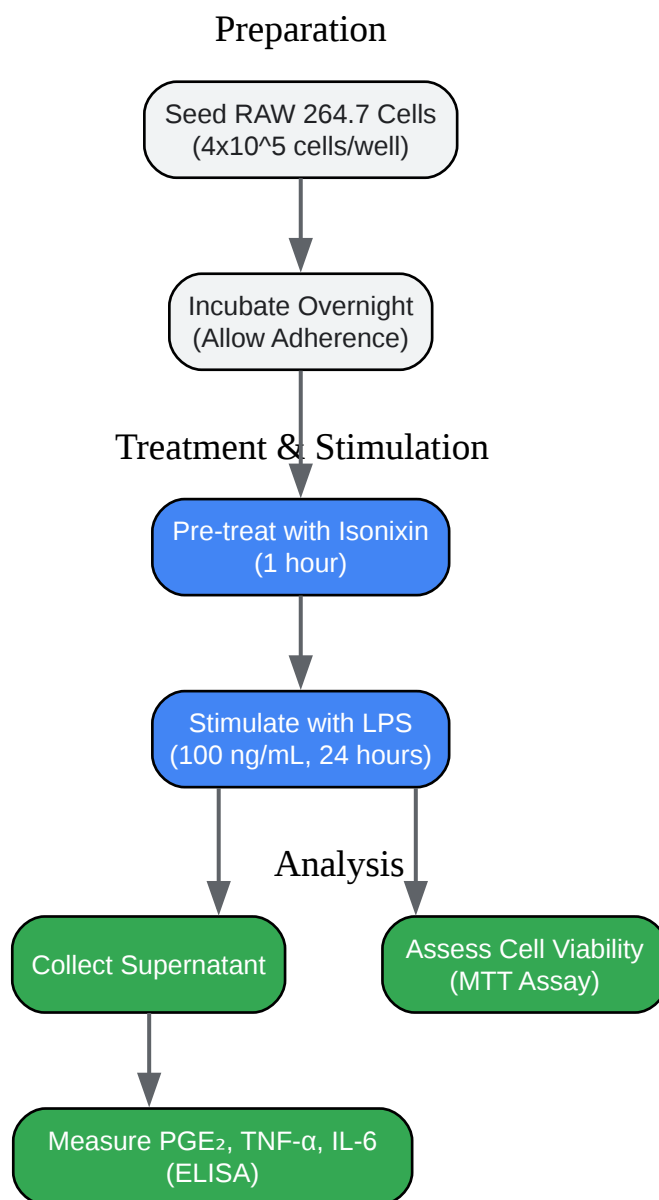 Preparation
Seed RAW 264.7 Cells
(4x10^5 cells/well)
Incubate Overnight
(Allow Adherence)
Treatment & Stimulation
Pre-treat with Isonixin
(1 hour)
Stimulate with LPS
(100 ng/mL, 24 hours)
Analysis
Collect Supernatant
Assess Cell Viability
(MTT Assay)
Measure PGE₂, TNF-α, IL-6
(ELISA)